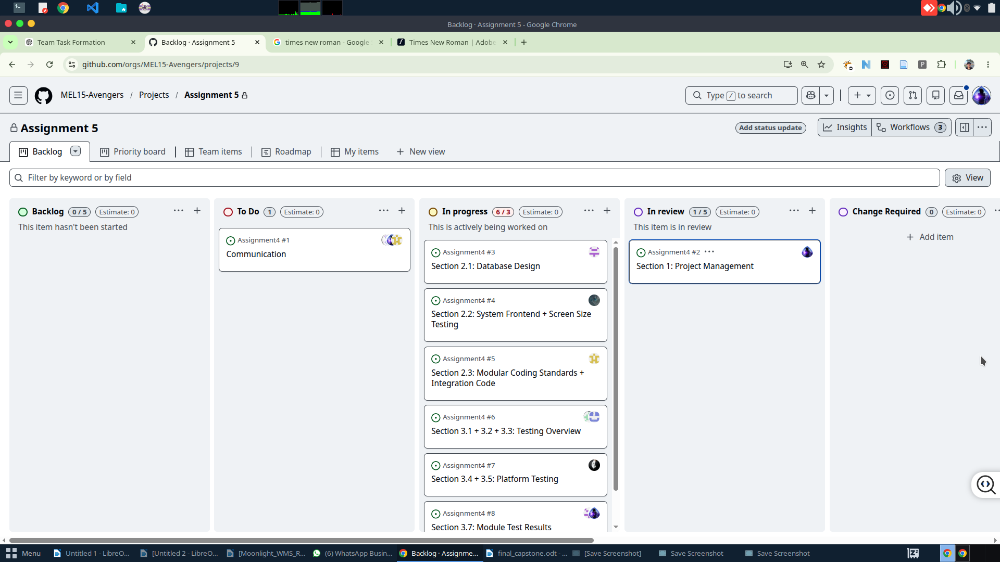 Backlog · Assignment 5 - Google Chrome
Team Task Formation
Backlog · Assignment 5
times new roman - Google
Times New Roman | Adobe
github.com/orgs/MEL15-Avengers/projects/9
MEL15-Avengers / Projects / Assignment 5
Type / to search
Assignment 5
Add status update
Insights
Workflows 3
Backlog
Priority board
Team items
Roadmap
My items
New view
Filter by keyword or by field
View
Backlog 0 / 5 Estimate: 0
This item hasn't been started
To Do 1 Estimate: 0
Assignment4 #1
Communication
In progress 6 / 3 Estimate: 0
This is actively being worked on
Assignment4 #3
Section 2.1: Database Design
Assignment4 #4
Section 2.2: System Frontend + Screen Size
Testing
Assignment4 #5
Section 2.3: Modular Coding Standards +
Integration Code
Assignment4 #6
Section 3.1 + 3.2 + 3.3: Testing Overview
Assignment4 #7
Section 3.4 + 3.5: Platform Testing
Assignment4 #8
Section 3.7: Module Test Results
In review 1 / 5 Estimate: 0
This item is in review
Assignment4 #2
Section 1: Project Management
Change Required 0 Estimate: 0
Add item
Menu
Untitled 1 - LibreO...
[Untitled 2 - LibreO...
[Moonlight_WMS_R...
(6) WhatsApp Busin...
Backlog · Assignme...
final_capstone.odt - ...
[Save Screenshot]
Save Screenshot
Save Screenshot